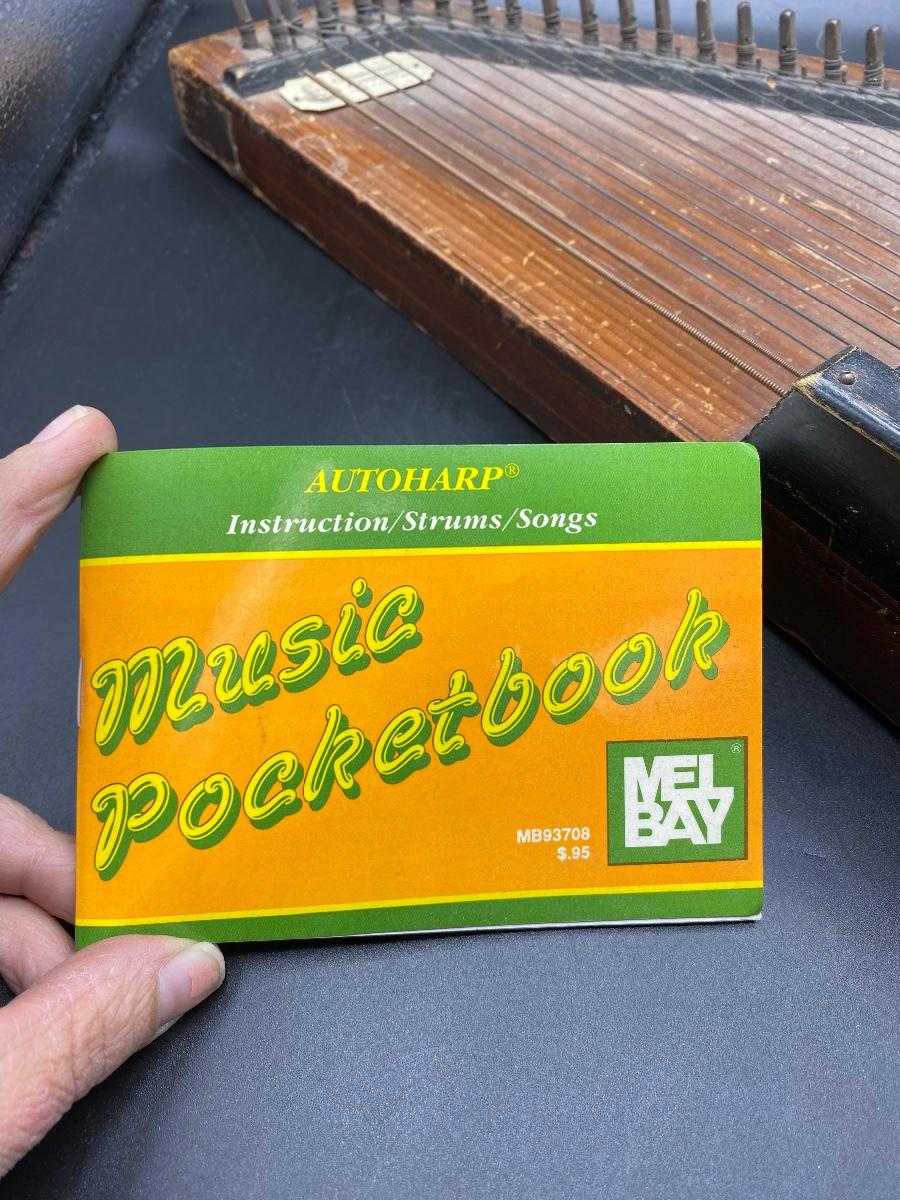 AUTOHARP®
Instruction/Strums/Songs
Music
Pocketbook
MB93708
$.95
MEL
BAY
®